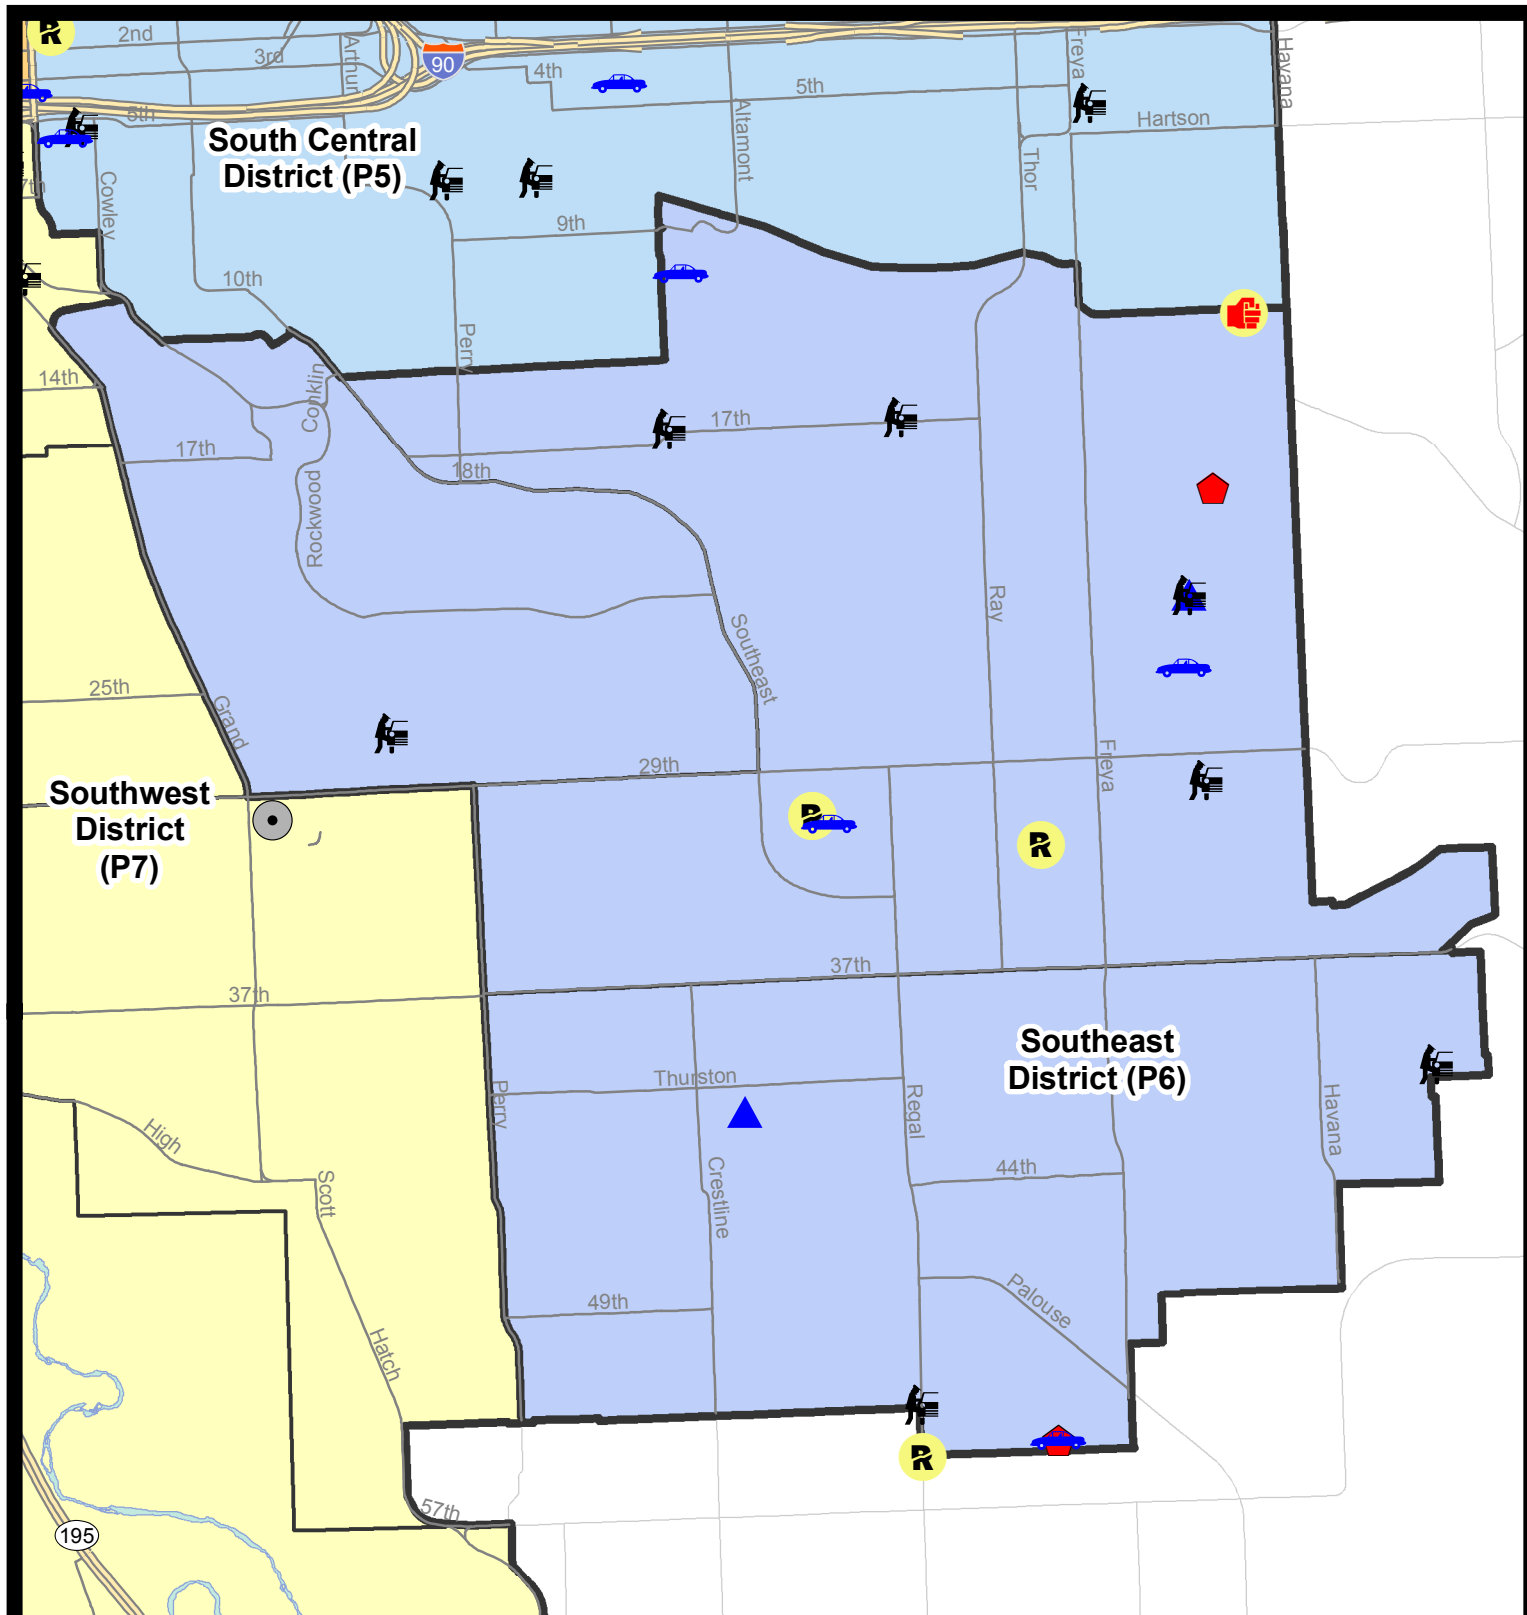 R
2nd
3rd
Arthur
90
4th
5th
Altamont
Freya
Havana
5th
Hartson
South Central
District (P5)
Thor
7th
Cowley
9th
10th
Perry
14th
Conklin
17th
17th
18th
Rockwood
Ray
Southeast
25th
Grand
29th
Freya
Southwest
District
(P7)
R
R
37th
37th
Southeast
District (P6)
Thurston
Perry
Regal
Havana
High
Scott
Crestline
44th
49th
Palouse
Hatch
R
57th
195